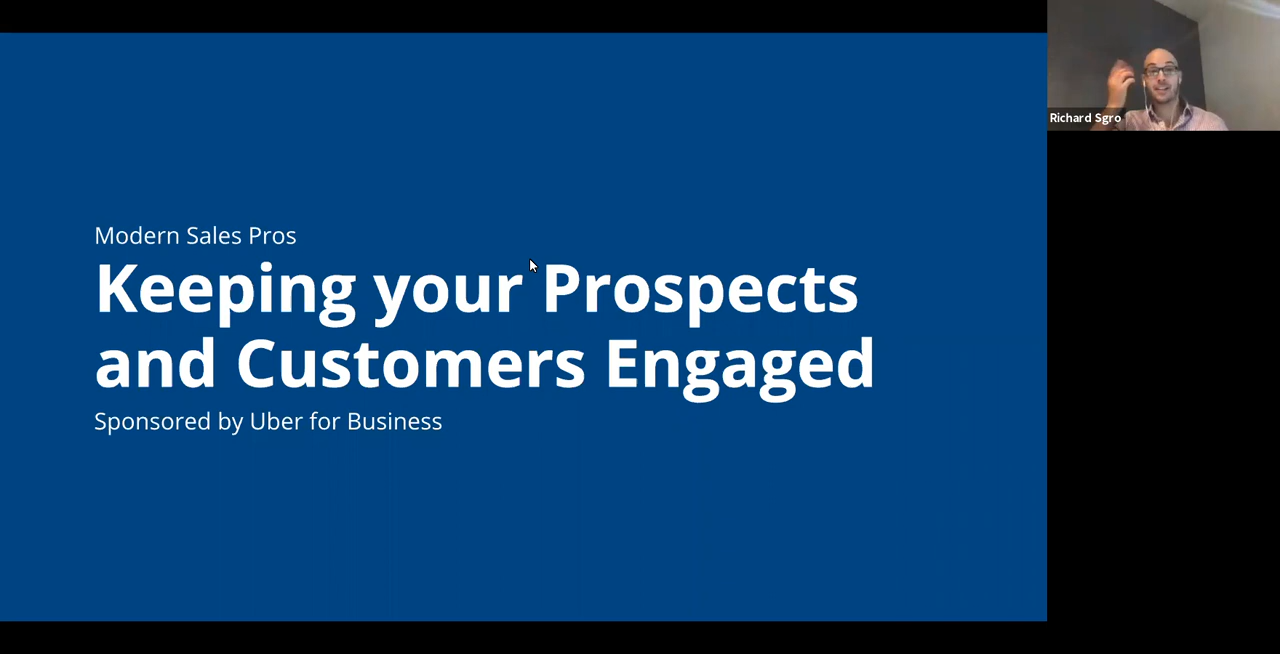 Modern Sales Pros
Keeping your Prospects
and Customers Engaged
Sponsored by Uber for Business
Richard Sgro